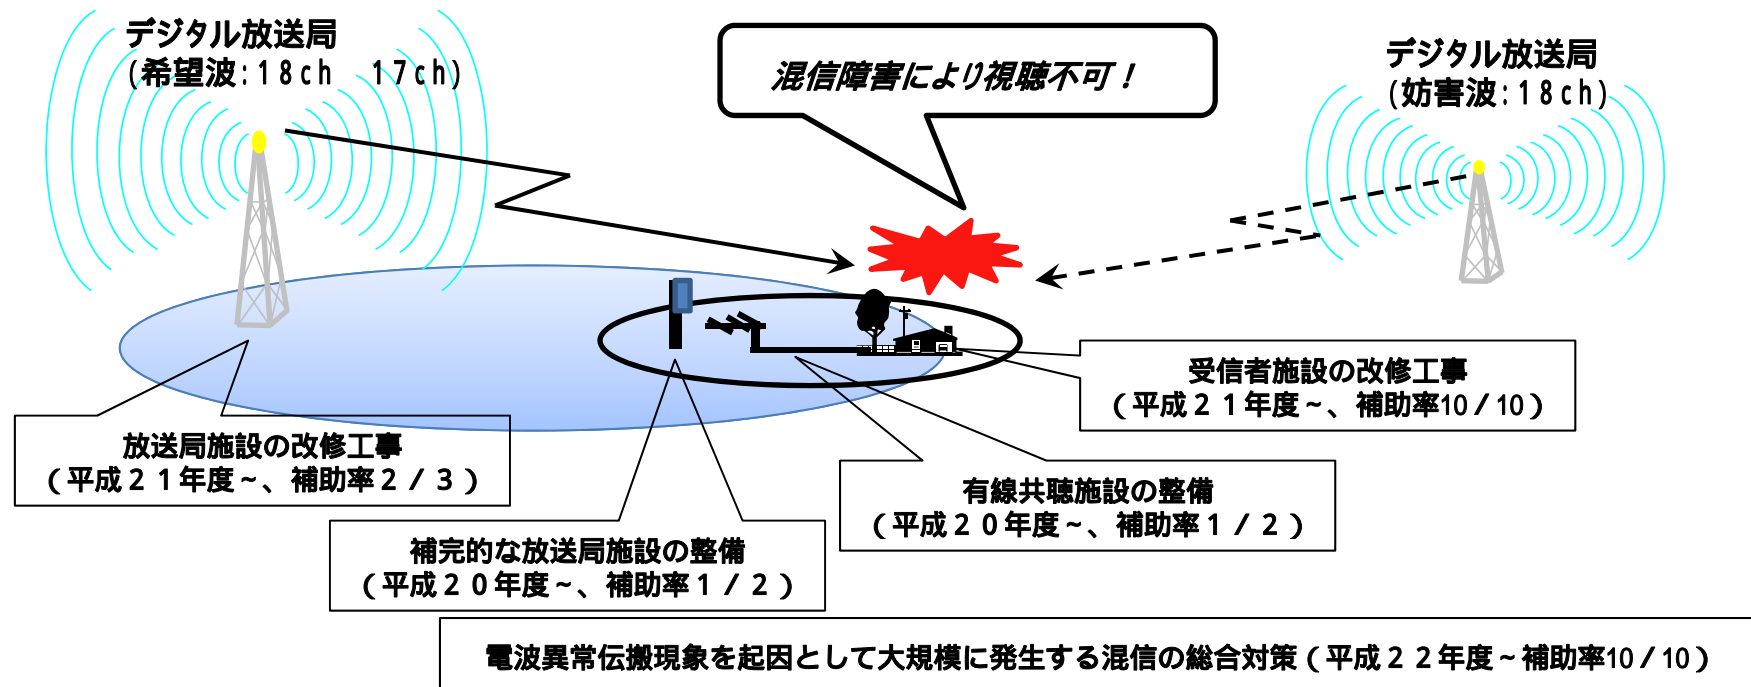 デジタル放送局
(希望波:18ch　17ch)
混信障害により視聴不可！
デジタル放送局
(妨害波:18ch)
受信者施設の改修工事
（平成２１年度～、補助率10／10）
放送局施設の改修工事
（平成２１年度～、補助率２／３）
有線共聴施設の整備
（平成２０年度～、補助率１／２）
補完的な放送局施設の整備
（平成２０年度～、補助率１／２）
電波異常伝搬現象を起因として大規模に発生する混信の総合対策（平成２２年度～補助率10／10）